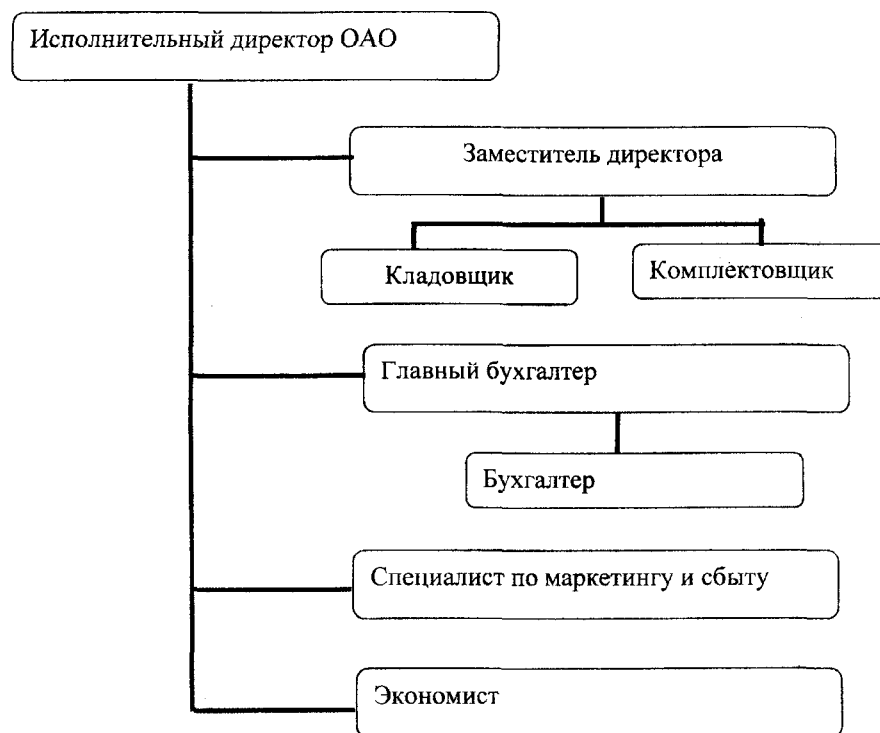 Исполнительный директор ОАО
Заместитель директора
Кладовщик
Комплектовщик
Главный бухгалтер
Бухгалтер
Специалист по маркетингу и сбыту
Экономист